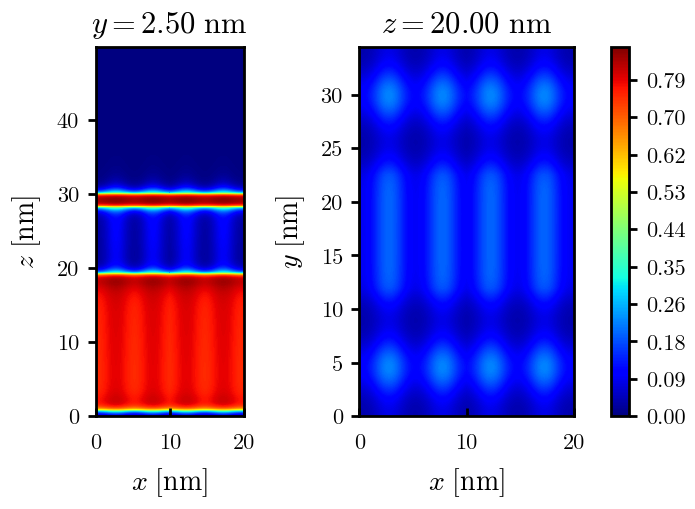 y = 2.50 nm
z = 20.00 nm
40
30
20
10
0
z [nm]
0 10 20
x [nm]
30
25
20
15
10
5
0
y [nm]
0 10 20
x [nm]
0.79
0.70
0.62
0.53
0.44
0.35
0.26
0.18
0.09
0.00